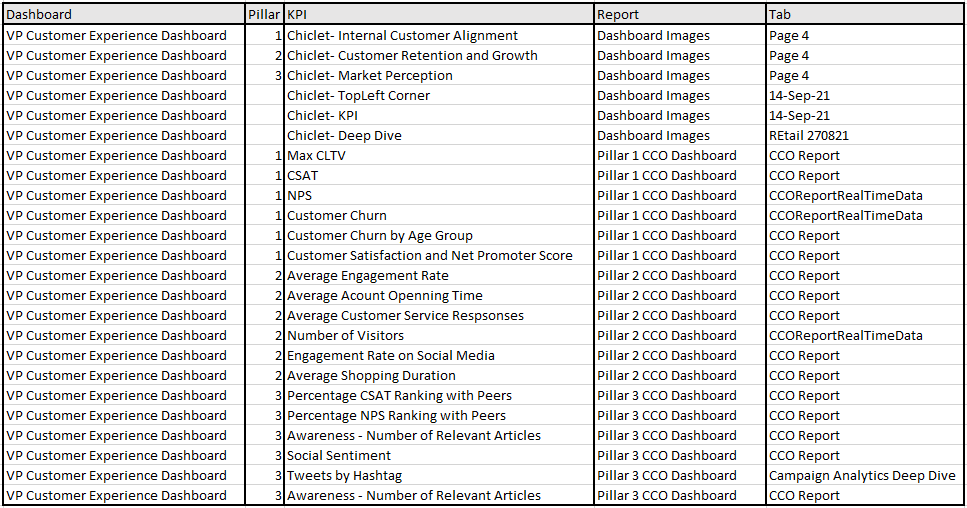 Dashboard Pillar KPI Report Tab
VP Customer Experience Dashboard 1 Chiclet- Internal Customer Alignment Dashboard Images Page 4
VP Customer Experience Dashboard 2 Chiclet- Customer Retention and Growth Dashboard Images Page 4
VP Customer Experience Dashboard 3 Chiclet- Market Perception Dashboard Images Page 4
VP Customer Experience Dashboard Chiclet- TopLeft Corner Dashboard Images 14-Sep-21
VP Customer Experience Dashboard Chiclet- KPI Dashboard Images 14-Sep-21
VP Customer Experience Dashboard Chiclet- Deep Dive Dashboard Images REtail 270821
VP Customer Experience Dashboard 1 Max CLTV Pillar 1 CCO Dashboard CCO Report
VP Customer Experience Dashboard 1 CSAT Pillar 1 CCO Dashboard CCO Report
VP Customer Experience Dashboard 1 NPS Pillar 1 CCO Dashboard CCOReportRealTimeData
VP Customer Experience Dashboard 1 Customer Churn Pillar 1 CCO Dashboard CCOReportRealTimeData
VP Customer Experience Dashboard 1 Customer Churn by Age Group Pillar 1 CCO Dashboard CCO Report
VP Customer Experience Dashboard 1 Customer Satisfaction and Net Promoter Score Pillar 1 CCO Dashboard CCO Report
VP Customer Experience Dashboard 2 Average Engagement Rate Pillar 2 CCO Dashboard CCO Report
VP Customer Experience Dashboard 2 Average Acount Openning Time Pillar 2 CCO Dashboard CCO Report
VP Customer Experience Dashboard 2 Average Customer Service Respsonses Pillar 2 CCO Dashboard CCO Report
VP Customer Experience Dashboard 2 Number of Visitors Pillar 2 CCO Dashboard CCOReportRealTimeData
VP Customer Experience Dashboard 2 Engagement Rate on Social Media Pillar 2 CCO Dashboard CCO Report
VP Customer Experience Dashboard 2 Average Shopping Duration Pillar 2 CCO Dashboard CCO Report
VP Customer Experience Dashboard 3 Percentage CSAT Ranking with Peers Pillar 3 CCO Dashboard CCO Report
VP Customer Experience Dashboard 3 Percentage NPS Ranking with Peers Pillar 3 CCO Dashboard CCO Report
VP Customer Experience Dashboard 3 Awareness - Number of Relevant Articles Pillar 3 CCO Dashboard CCO Report
VP Customer Experience Dashboard 3 Social Sentiment Pillar 3 CCO Dashboard CCO Report
VP Customer Experience Dashboard 3 Tweets by Hashtag Pillar 3 CCO Dashboard Campaign Analytics Deep Dive
VP Customer Experience Dashboard 3 Awareness - Number of Relevant Articles Pillar 3 CCO Dashboard CCO Report